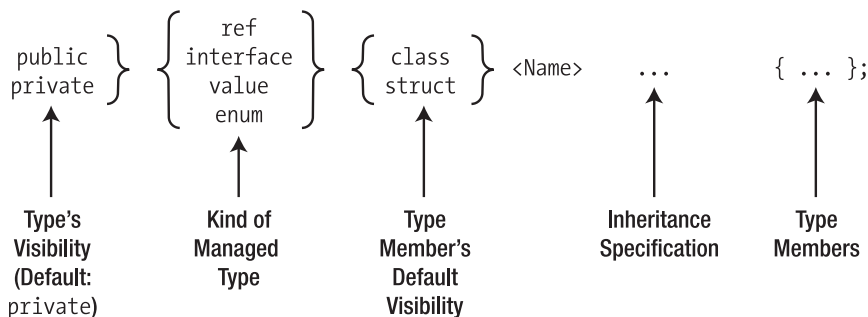 public
private
ref
interface
value
enum
class
struct
<Name>
...
{ ... };
Type's
Visibility
(Default:
private)
Kind of
Managed
Type
Type
Member's
Default
Visibility
Inheritance
Specification
Type
Members